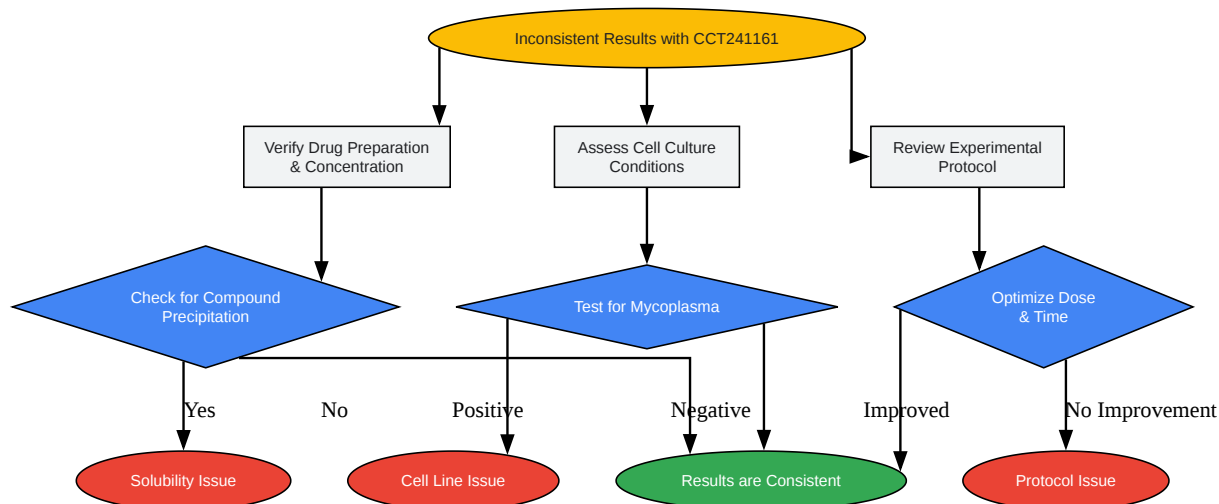 Inconsistent Results with CCT241161
Verify Drug Preparation
& Concentration
Assess Cell Culture
Conditions
Review Experimental
Protocol
Check for Compound
Precipitation
Test for Mycoplasma
Optimize Dose
& Time
Yes
No
Positive
Negative
Improved
No Improvement
Solubility Issue
Cell Line Issue
Results are Consistent
Protocol Issue